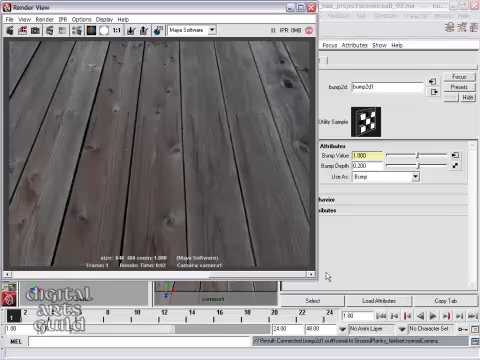 Render View
File View Render IPR Options Display Help
1:1 Maya Software II IPR: 0MB
Focus Attributes Show Help
bump2d: bump2d1
Focus
Presets
Show Hide
Utility Sample
Attributes
Bump Value 1.000
Bump Depth 0.200
Use As: Bump
size: 640 480 zoom: 1.000 (Maya Software)
Frame: 1 Render Time: 0:02 Camera: camera1
camera1
Select Load Attributes Copy Tab
digital
arts
guild
1 2 4 6 8 10 12 14 16 18 20 22 24 1.00
1.00 24.00 48.00 No Anim Layer No Character Set
MEL